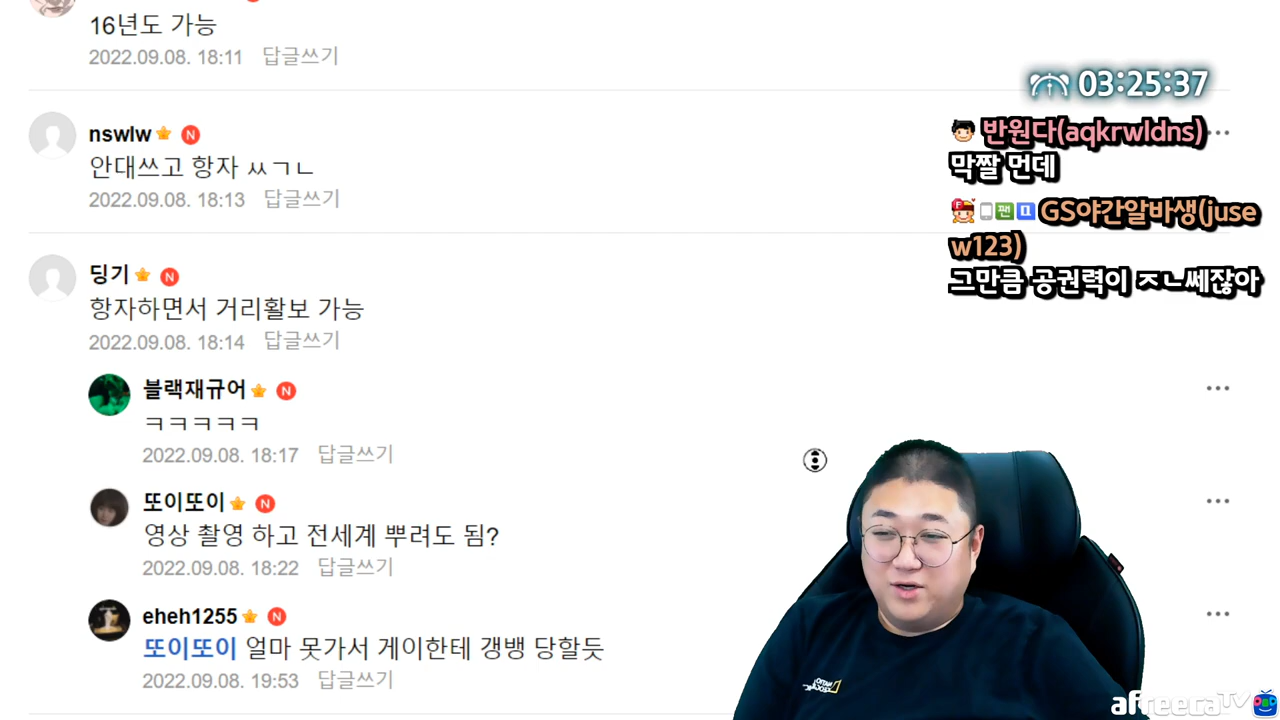 16년도 가능
2022.09.08. 18:11 답글쓰기
03:25:37
nswlw N
안대쓰고 항자 ㅆㄱㄴ
2022.09.08. 18:13 답글쓰기
반원다(aqkrwldns)
막짤 먼데
F 팬 GS야간알바생(juse
w123)
그만큼 공권력이 ㅈㄴ쎄잖아
딩기 N
항자하면서 거리활보 가능
2022.09.08. 18:14 답글쓰기
블랙재규어 N
ㅋㅋㅋㅋㅋ
2022.09.08. 18:17 답글쓰기
또이또이 N
영상 촬영 하고 전세계 뿌려도 됨?
2022.09.08. 18:22 답글쓰기
eheh1255 N
또이또이 얼마 못가서 게이한테 갱뱅 당할듯
2022.09.08. 19:53 답글쓰기
afreecaTV